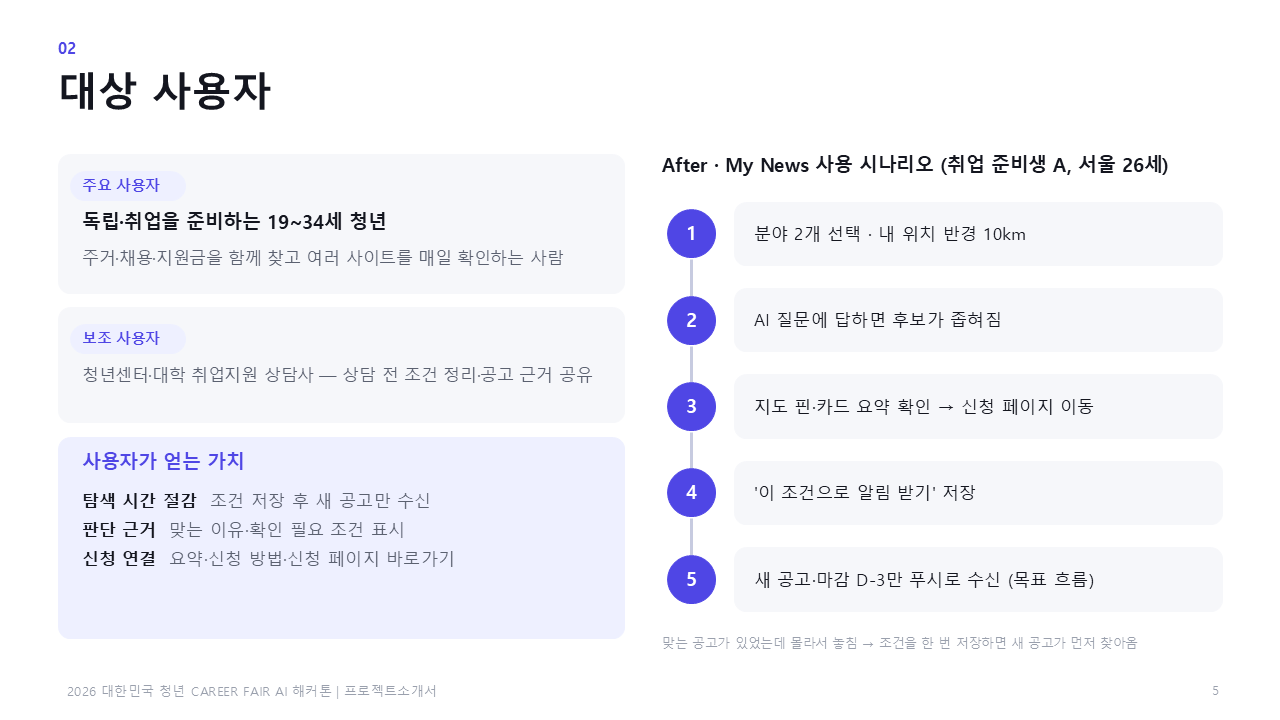 02
대상 사용자
주요 사용자
독립·취업을 준비하는 19~34세 청년
주거·채용·지원금을 함께 찾고 여러 사이트를 매일 확인하는 사람
보조 사용자
청년센터·대학 취업지원 상담사 — 상담 전 조건 정리·공고 근거 공유
사용자가 얻는 가치
탐색 시간 절감 조건 저장 후 새 공고만 수신
판단 근거 맞는 이유·확인 필요 조건 표시
신청 연결 요약·신청 방법·신청 페이지 바로가기
After · My News 사용 시나리오 (취업 준비생 A, 서울 26세)
1 분야 2개 선택 · 내 위치 반경 10km
2 AI 질문에 답하면 후보가 좁혀짐
3 지도 핀·카드 요약 확인 → 신청 페이지 이동
4 '이 조건으로 알림 받기' 저장
5 새 공고·마감 D-3만 푸시로 수신 (목표 흐름)
맞는 공고가 있었는데 몰라서 놓침 → 조건을 한 번 저장하면 새 공고가 먼저 찾아옴
2026 대한민국 청년 CAREER FAIR AI 해커톤 | 프로젝트소개서
5